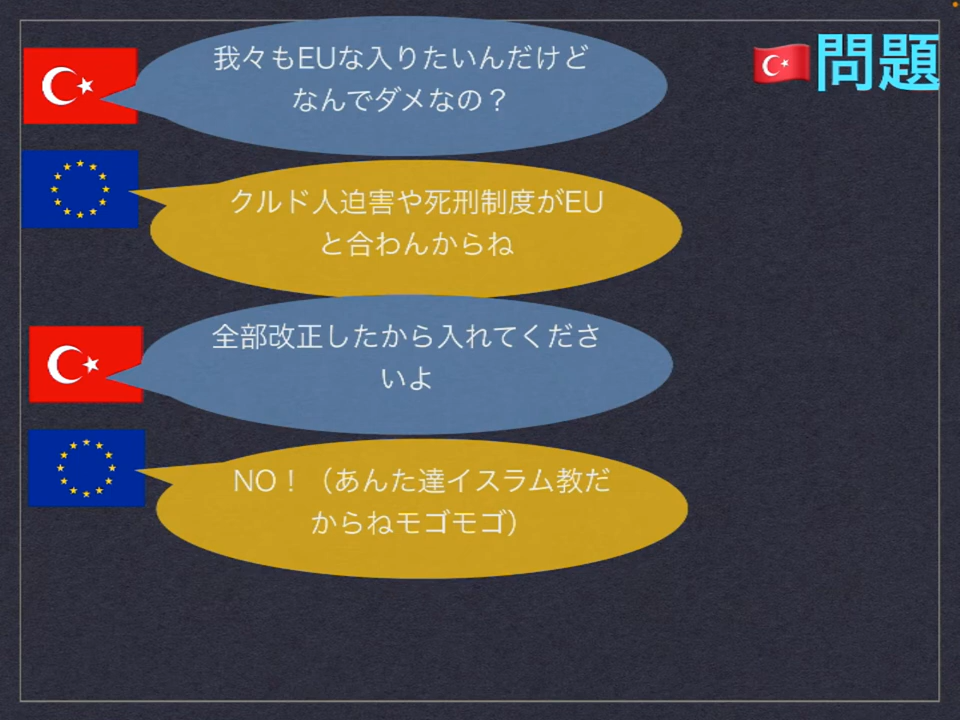 問題
我々もEUな入りたいんだけど
なんでダメなの？
クルド人迫害や死刑制度がEU
と合わんからね
全部改正したから入れてくださ
いよ
NO！（あんた達イスラム教だ
からねモゴモゴ）